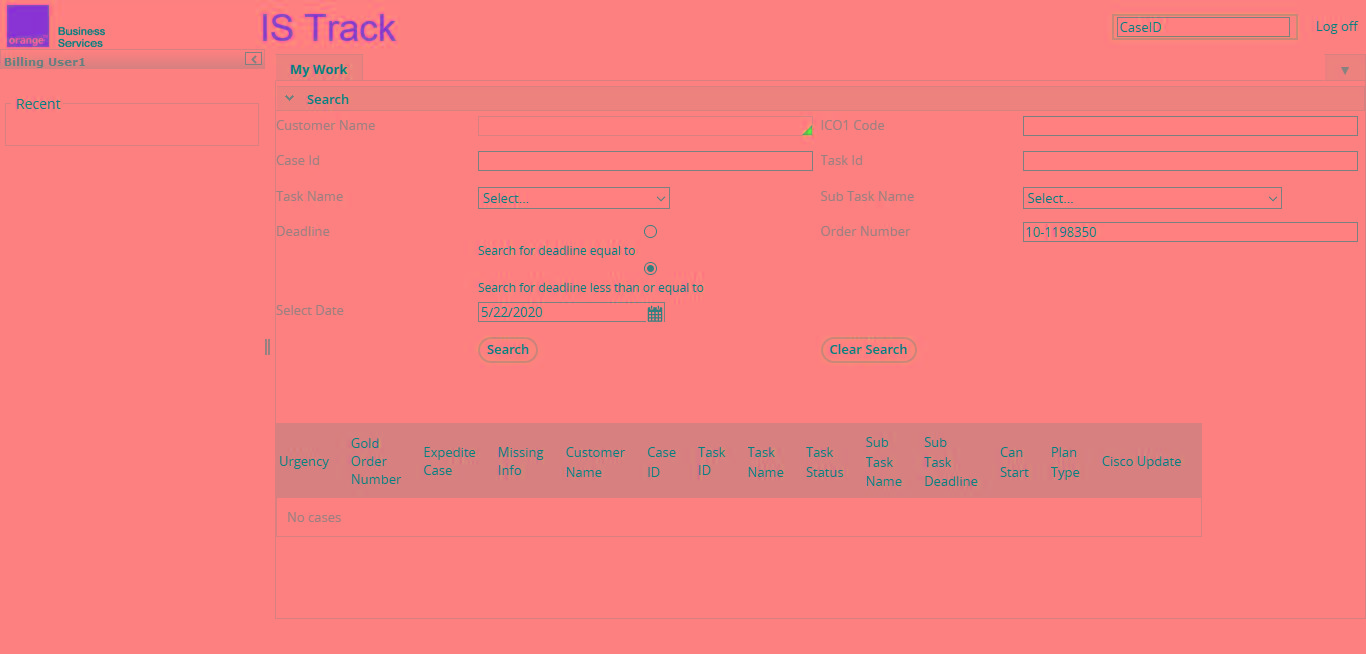 orange™
Business
Services
IS Track
CaseID
Log off
Billing User1
My Work
Recent
Search
Customer Name
ICO1 Code
Case Id
Task Id
Task Name
Select...
Sub Task Name
Select...
Deadline
Order Number
10-1198350
Search for deadline equal to
Search for deadline less than or equal to
Select Date
5/22/2020
Search
Clear Search
Urgency
Gold
Order
Number
Expedite
Case
Missing
Info
Customer
Name
Case
ID
Task
ID
Task
Name
Task
Status
Sub
Task
Name
Sub
Task
Deadline
Can
Start
Plan
Type
Cisco Update
No cases